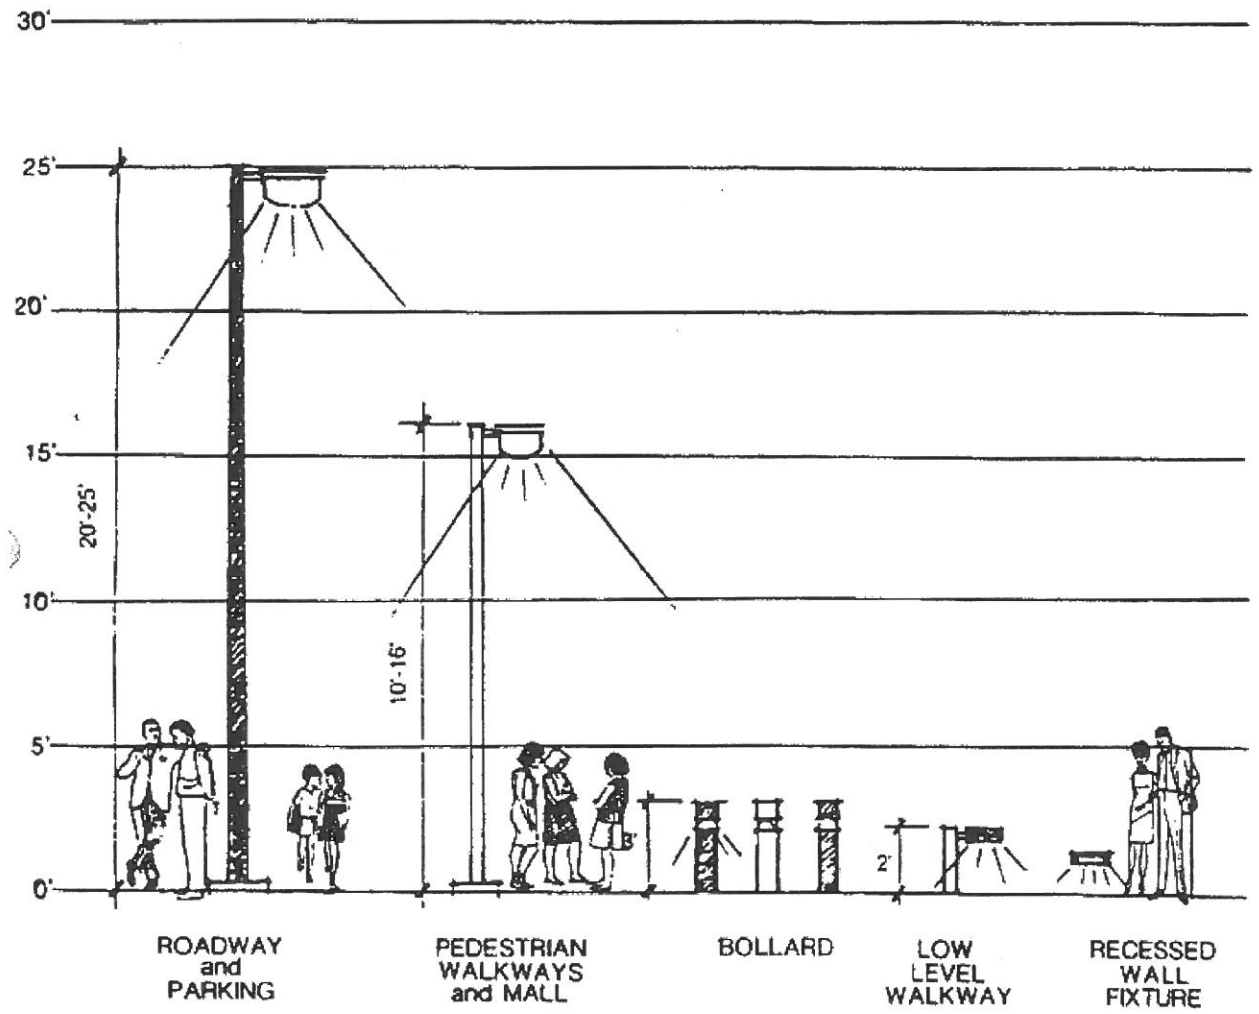 30'
25'
20'
15'
10'
5'
0'
20'-25'
10'-16'
3'
2'
ROADWAY
and
PARKING
PEDESTRIAN
WALKWAYS
and MALL
BOLLARD
LOW
LEVEL
WALKWAY
RECESSED
WALL
FIXTURE